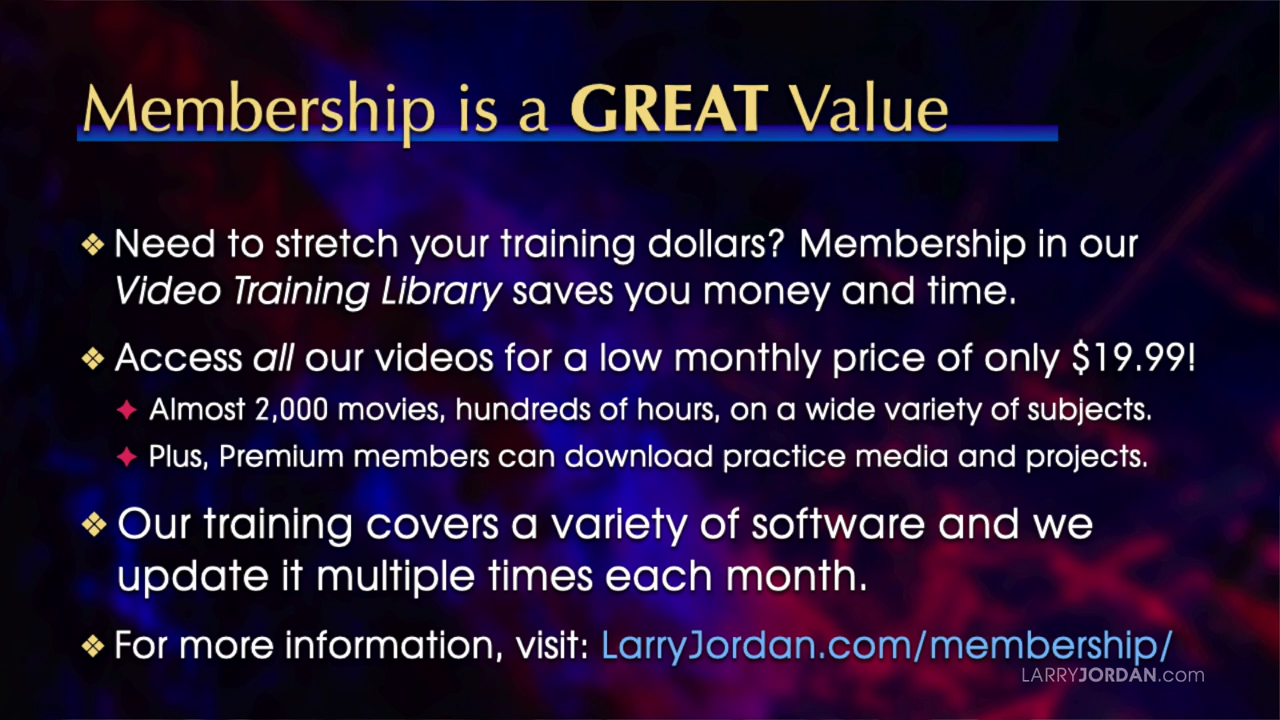 Membership is a GREAT Value
❖ Need to stretch your training dollars? Membership in our
Video Training Library saves you money and time.
❖ Access all our videos for a low monthly price of only $19.99!
✦ Almost 2,000 movies, hundreds of hours, on a wide variety of subjects.
✦ Plus, Premium members can download practice media and projects.
❖ Our training covers a variety of software and we
update it multiple times each month.
❖ For more information, visit: LarryJordan.com/membership/
LARRYJORDAN.com